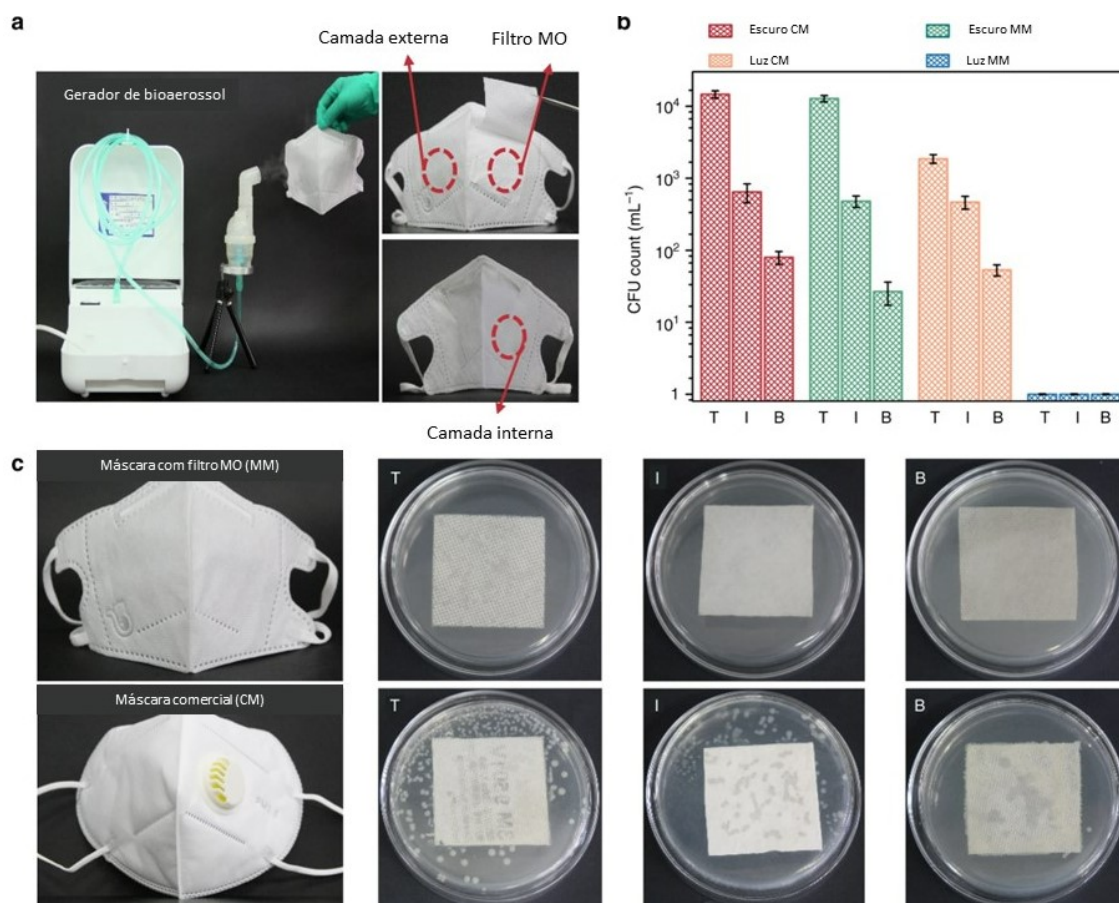 a
Camada externa
Filtro MO
Gerador de bioaerossol
Camada interna
b
Escuro CM
Escuro MM
Luz CM
Luz MM
CFU count (mL⁻¹)
10⁴
10³
10²
10¹
1
T I B T I B T I B T I B
c
Máscara com filtro MO (MM)
T
I
B
Máscara comercial (CM)
T
I
B